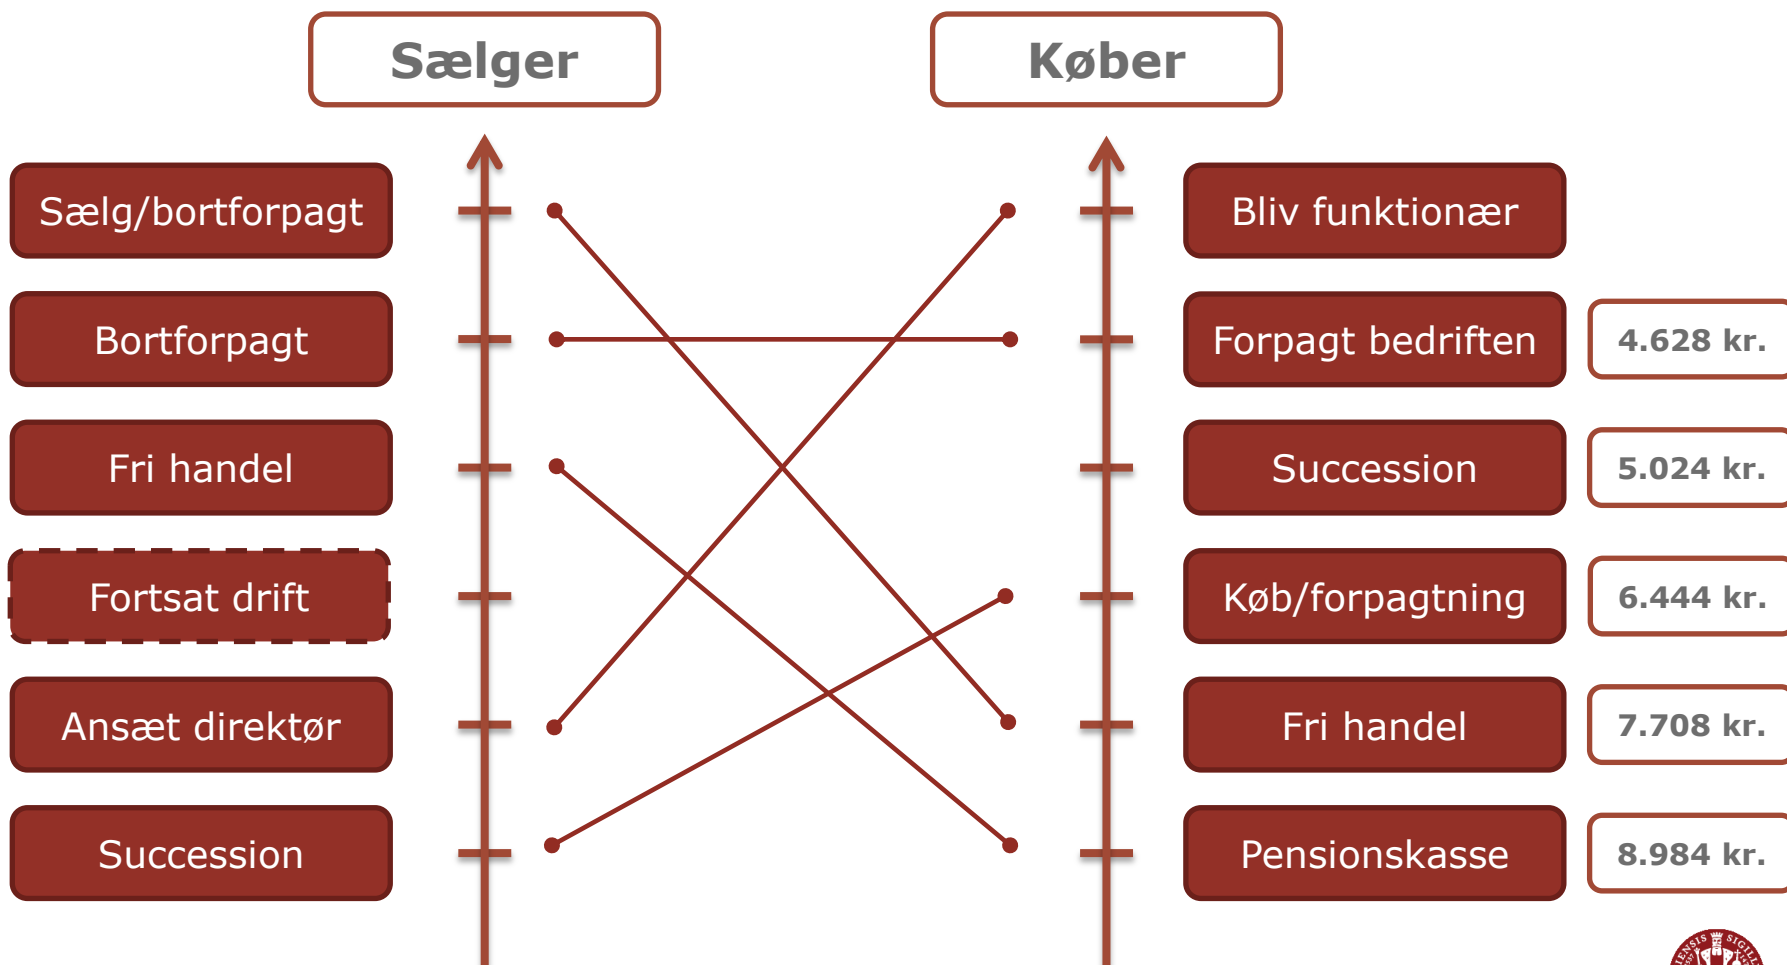 Sælger
Køber
Sælg/bortforpagt
Bliv funktionær
Bortforpagt
Forpagt bedriften
4.628 kr.
Fri handel
Succession
5.024 kr.
Fortsat drift
Køb/forpagtning
6.444 kr.
Ansæt direktør
Fri handel
7.708 kr.
Succession
Pensionskasse
8.984 kr.